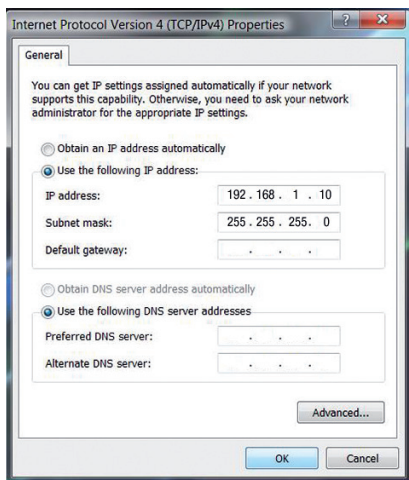 Internet Protocol Version 4 (TCP/IPv4) Properties
General
You can get IP settings assigned automatically if your network
supports this capability. Otherwise, you need to ask your network
administrator for the appropriate IP settings.
Obtain an IP address automatically
Use the following IP address:
IP address: 192 . 168 . 1 . 10
Subnet mask: 255 . 255 . 255 . 0
Default gateway: . . .
Obtain DNS server address automatically
Use the following DNS server addresses
Preferred DNS server: . . .
Alternate DNS server: . . .
Advanced...
OK Cancel